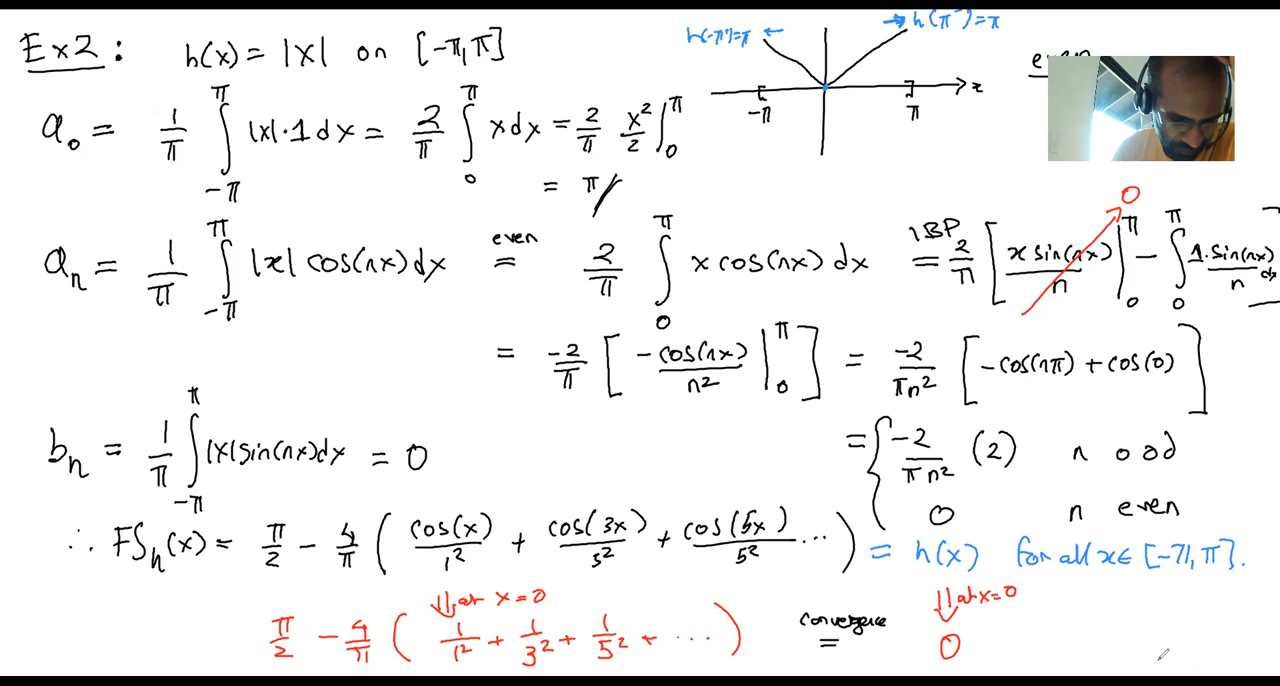 Ex2: h(x) = |x| on [-π, π]
h(-π⁺)=π ←
→ h(π⁻)=π
x
-π π
a₀ = 1/π ∫_{-π}^{π} |x|·1 dx = 2/π ∫_0^π x dx = 2/π x²/2 |_0^π
= π
aₙ = 1/π ∫_{-π}^{π} |x| cos(nx) dx even = 2/π ∫_0^π x cos(nx) dx IBP = 2/π [ x sin(nx)/n |_0^π - ∫_0^π 1·sin(nx)/n dx
0
= -2/π [ -cos(nx)/n² |_0^π ] = -2/(πn²) [ -cos(nπ) + cos(0) ]
bₙ = 1/π ∫_{-π}^{π} |x| sin(nx) dx = 0
= { -2/(πn²) (2) n odd
0 n even
∴ FS_h(x) = π/2 - 4/π ( cos(x)/1² + cos(3x)/3² + cos(5x)/5² ... ) = h(x) for all x∈[-π, π].
⇓ at x=0 ⇓ at x=0
π/2 - 4/π ( 1/1² + 1/3² + 1/5² + ... ) convergence = 0